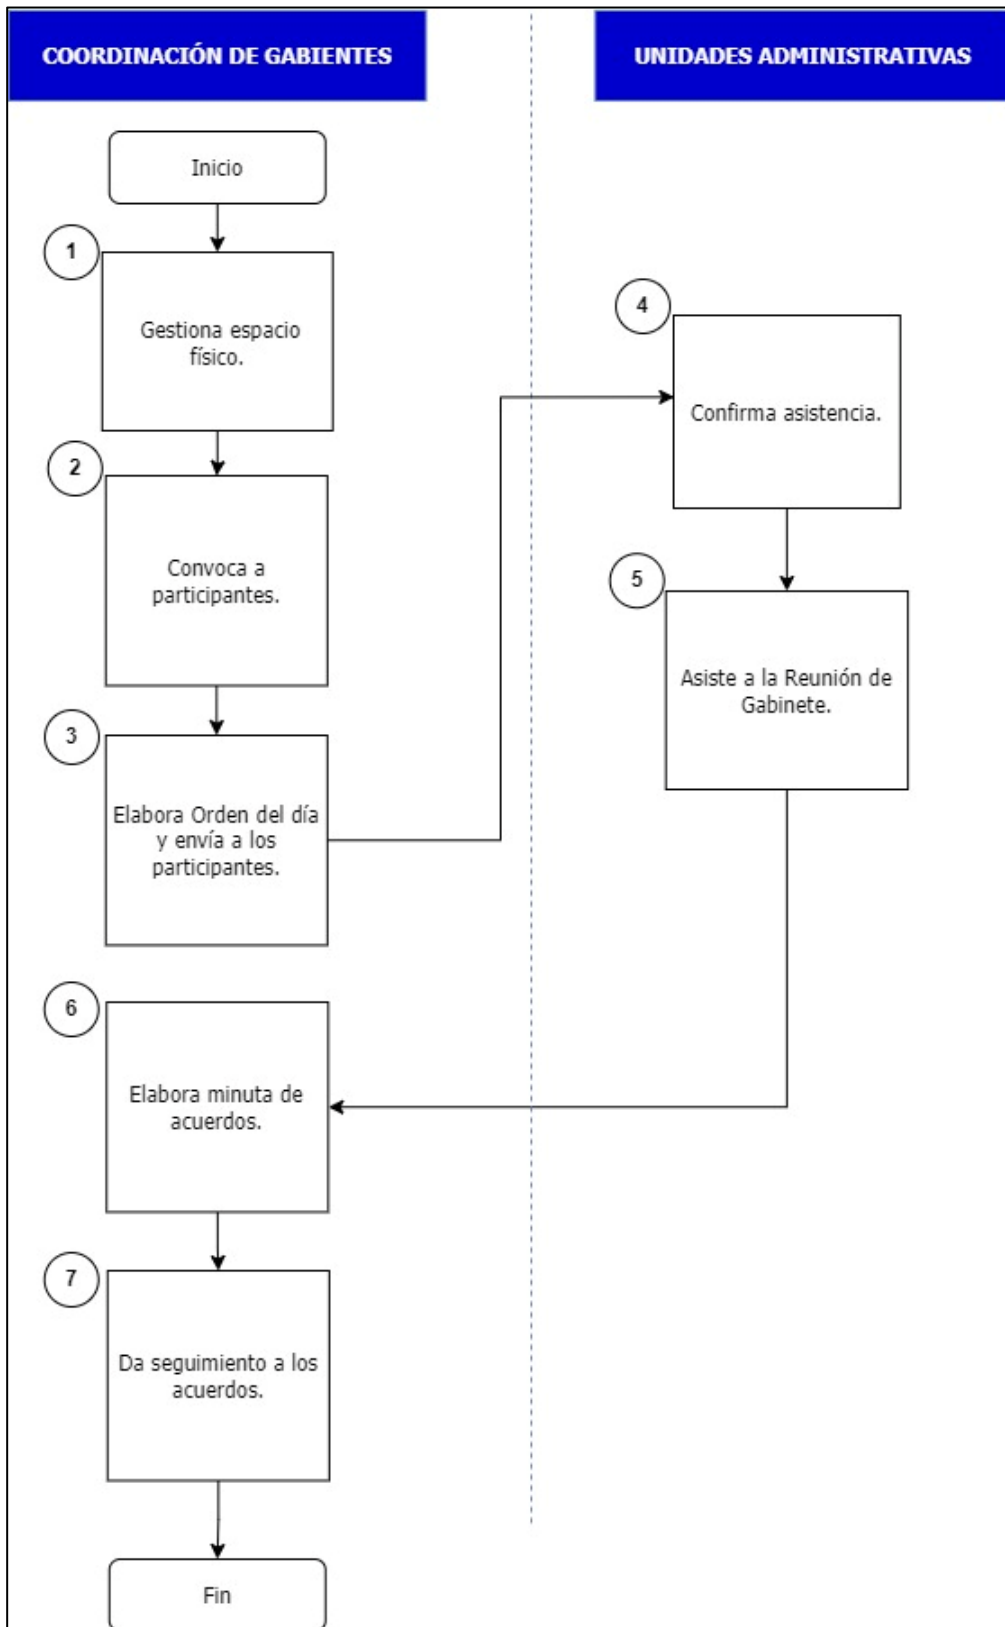 COORDINACIÓN DE GABIENTES
UNIDADES ADMINISTRATIVAS
Inicio
1
Gestiona espacio
físico.
2
Convoca a
participantes.
3
Elabora Orden del día
y envía a los
participantes.
4
Confirma asistencia.
5
Asiste a la Reunión de
Gabinete.
6
Elabora minuta de
acuerdos.
7
Da seguimiento a los
acuerdos.
Fin